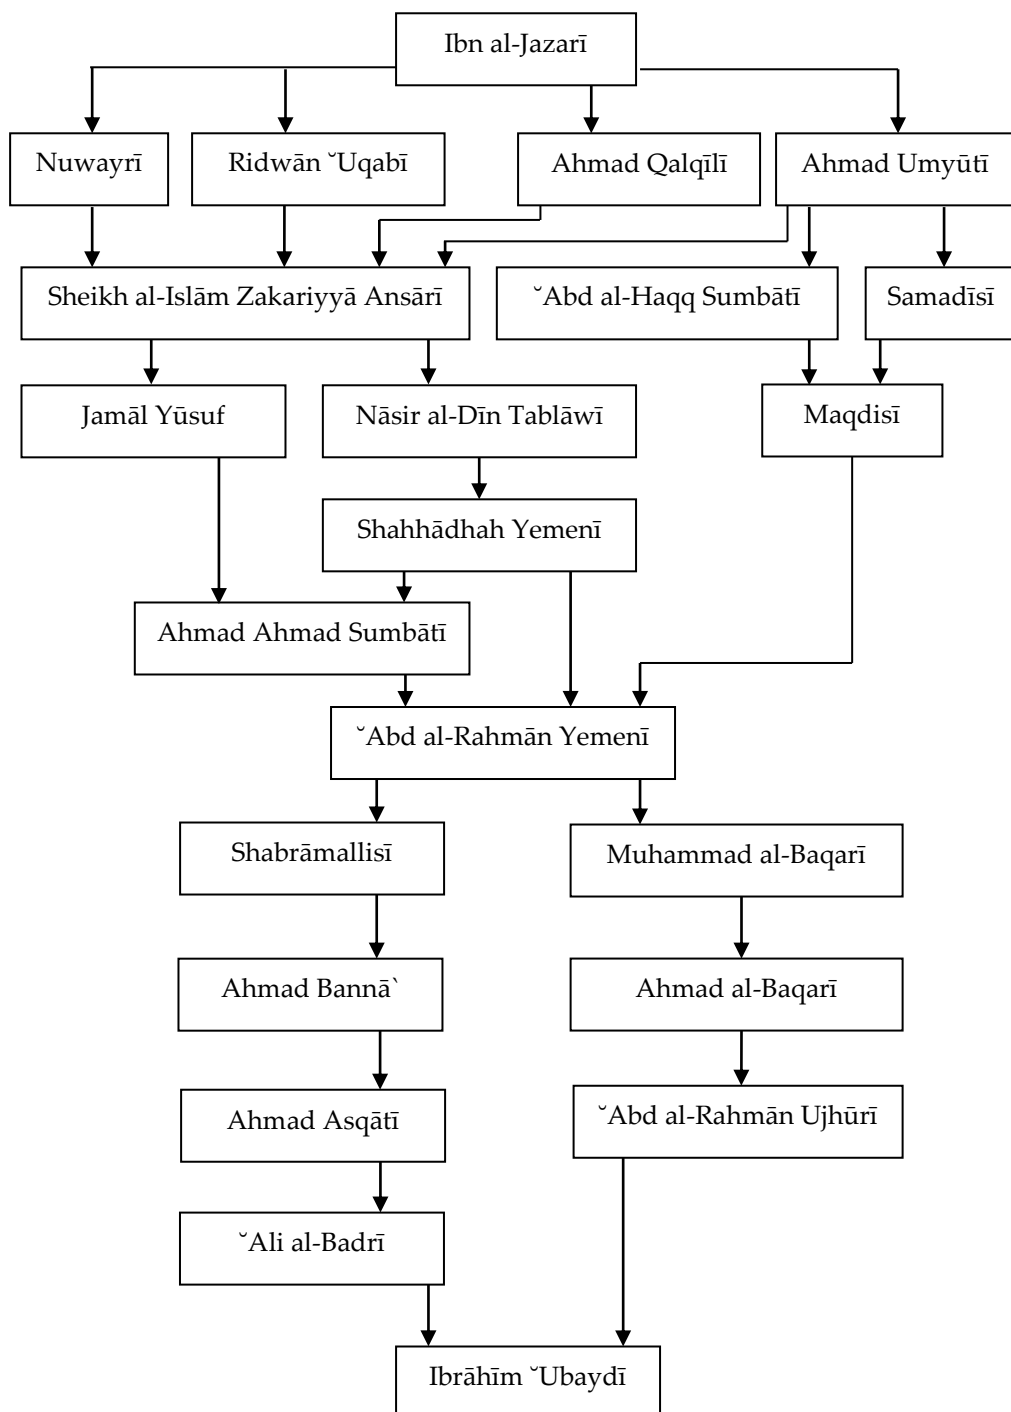 Ibn al-Jazarī
Nuwayrī
Ridwān ˘Uqabī
Ahmad Qalqīlī
Ahmad Umyūtī
Sheikh al-Islām Zakariyyā Ansārī
˘Abd al-Haqq Sumbātī
Samadīsī
Jamāl Yūsuf
Nāsir al-Dīn Tablāwī
Maqdisī
Shahhādhah Yemenī
Ahmad Ahmad Sumbātī
˘Abd al-Rahmān Yemenī
Shabrāmallisī
Muhammad al-Baqarī
Ahmad Bannā`
Ahmad al-Baqarī
Ahmad Asqātī
˘Abd al-Rahmān Ujhūrī
˘Ali al-Badrī
Ibrāhīm ˘Ubaydī